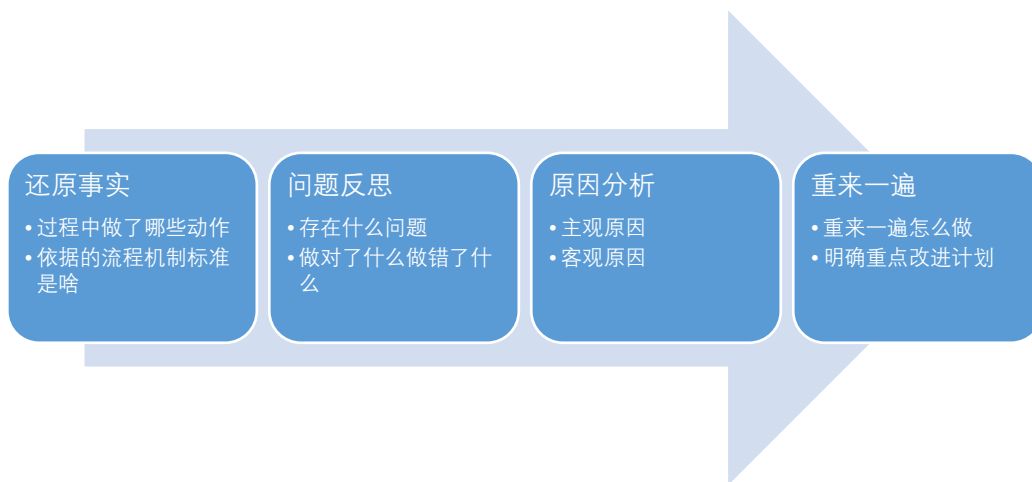 还原事实
• 过程中做了哪些动作
• 依据的流程机制标准
是啥
问题反思
• 存在什么问题
• 做对了什么做错了什
么
原因分析
• 主观原因
• 客观原因
重来一遍
• 重来一遍怎么做
• 明确重点改进计划